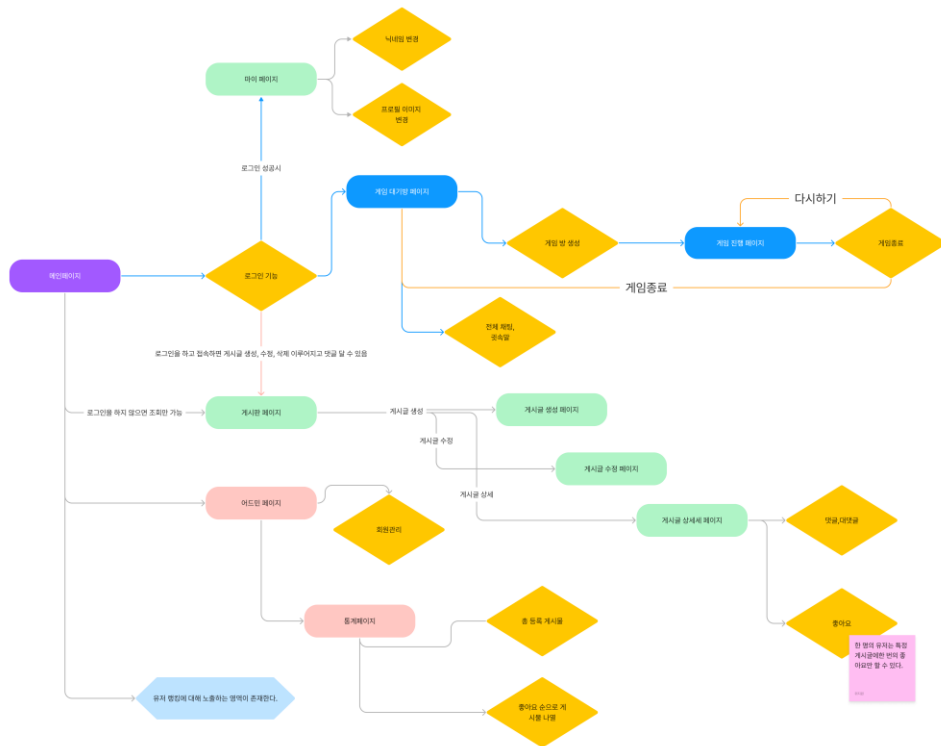 닉네임 변경
마이 페이지
프로필 이미지
변경
로그인 성공시
게임 대기방 페이지
다시하기
게임 방 생성
게임 진행 페이지
게임종료
메인페이지
로그인 기능
게임종료
전체 채팅,
귓속말
로그인을 하고 접속하면 게시글 생성, 수정, 삭제 이루어지고 댓글 달 수 있음
로그인을 하지 않으면 조회만 가능
게시판 페이지
게시글 생성
게시글 생성 페이지
게시글 수정
게시글 수정 페이지
게시글 상세
어드민 페이지
게시글 상세세 페이지
댓글,대댓글
회원관리
통계페이지
총 등록 게시물
좋아요
한 명의 유저는 특정
게시글에한 번의 좋
아요만 할 수 있다.
유저 랭킹에 대해 노출하는 영역이 존재한다.
좋아요 순으로 게
시물 나열